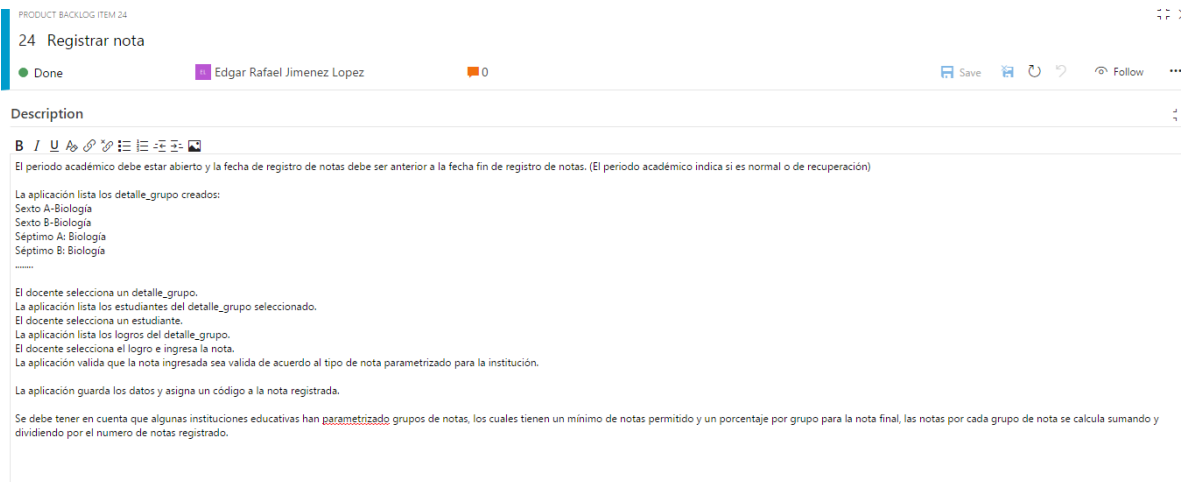 PRODUCT BACKLOG ITEM 24
24 Registrar nota
Done Edgar Rafael Jimenez Lopez 0 Save Follow
Description
B I U
El periodo académico debe estar abierto y la fecha de registro de notas debe ser anterior a la fecha fin de registro de notas. (El periodo académico indica si es normal o de recuperación)
La aplicación lista los detalle_grupo creados:
Sexto A-Biología
Sexto B-Biología
Séptimo A: Biología
Séptimo B: Biología
........
El docente selecciona un detalle_grupo.
La aplicación lista los estudiantes del detalle_grupo seleccionado.
El docente selecciona un estudiante.
La aplicación lista los logros del detalle_grupo.
El docente selecciona el logro e ingresa la nota.
La aplicación valida que la nota ingresada sea valida de acuerdo al tipo de nota parametrizado para la institución.
La aplicación guarda los datos y asigna un código a la nota registrada.
Se debe tener en cuenta que algunas instituciones educativas han parametrizado grupos de notas, los cuales tienen un mínimo de notas permitido y un porcentaje por grupo para la nota final, las notas por cada grupo de nota se calcula sumando y
dividiendo por el numero de notas registrado.